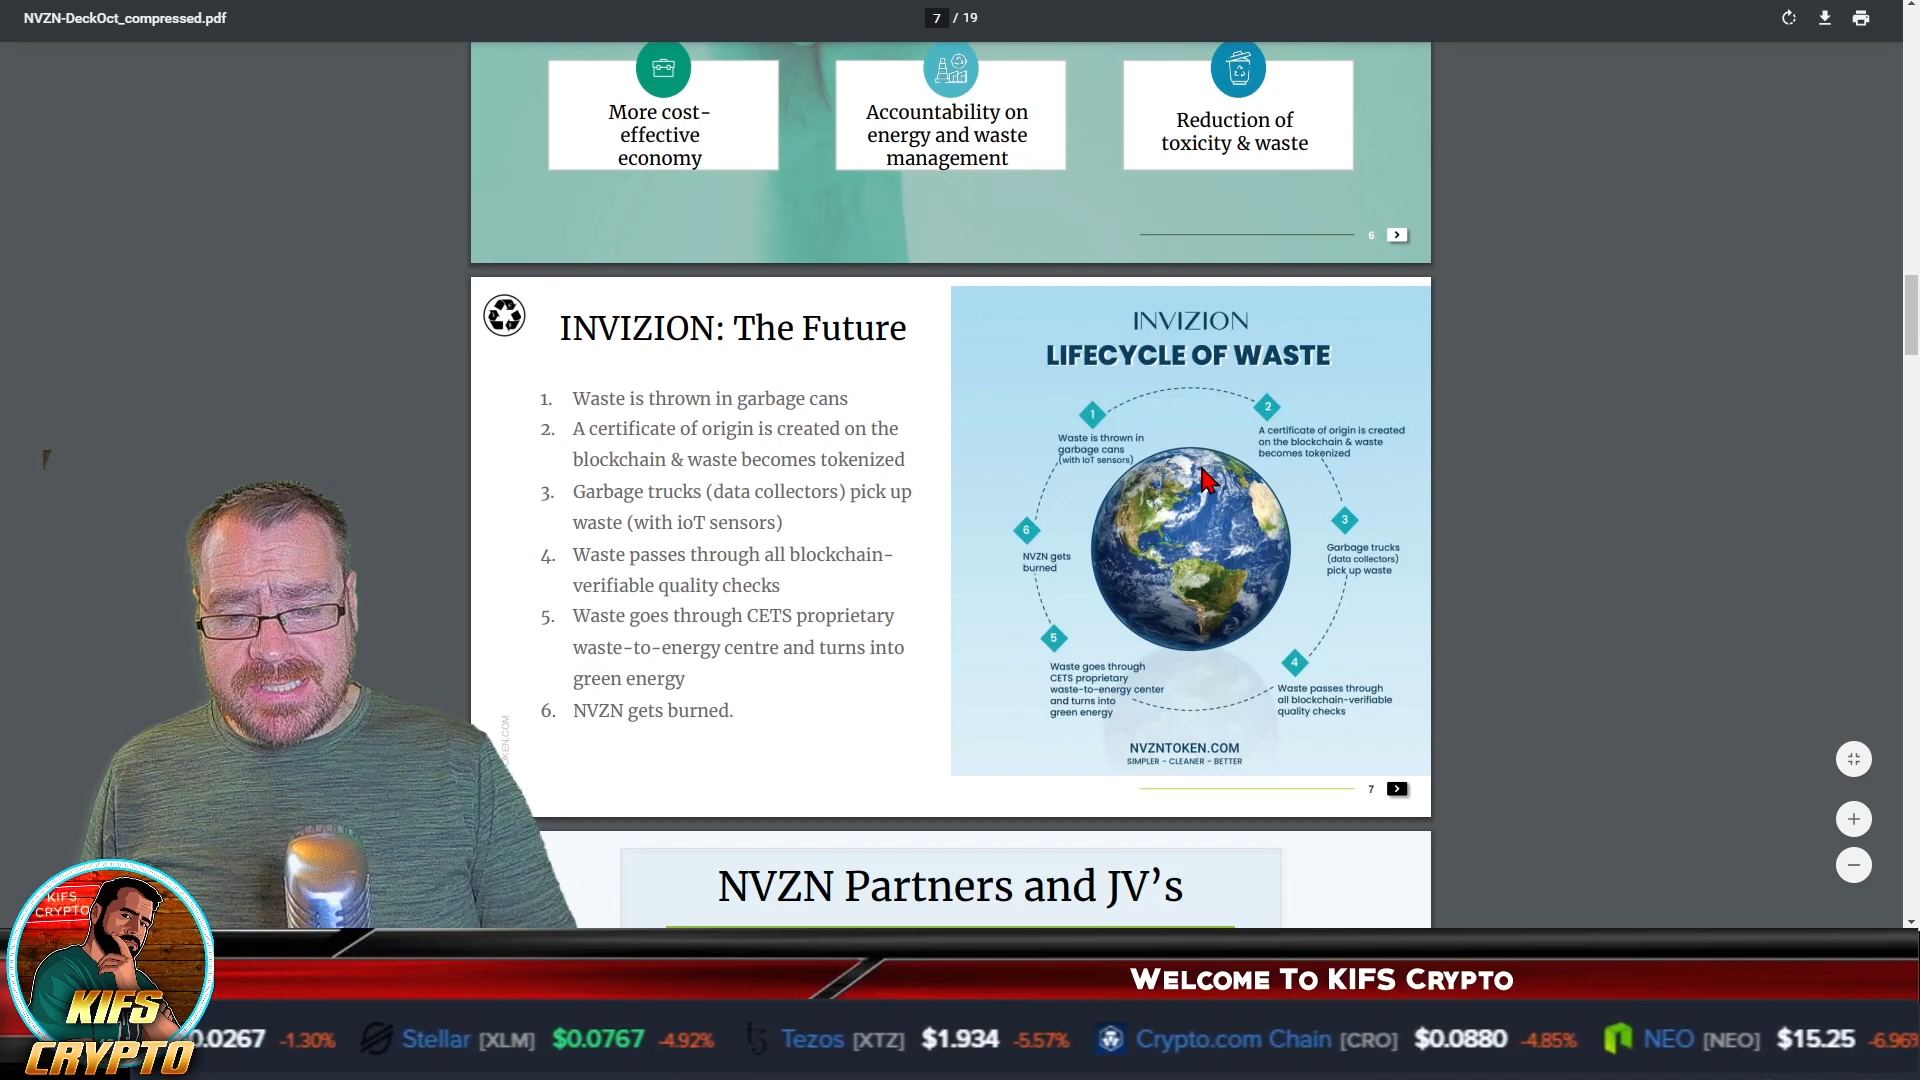 NVZN-DeckOct_compressed.pdf
7 / 19
More cost-
effective
economy
Accountability on
energy and waste
management
Reduction of
toxicity & waste
6
INVIZION: The Future
1. Waste is thrown in garbage cans
2. A certificate of origin is created on the
blockchain & waste becomes tokenized
3. Garbage trucks (data collectors) pick up
waste (with ioT sensors)
4. Waste passes through all blockchain-
verifiable quality checks
5. Waste goes through CETS proprietary
waste-to-energy centre and turns into
green energy
6. NVZN gets burned.
INVIZION
LIFECYCLE OF WASTE
1
Waste is thrown in
garbage cans
(with IoT sensors)
2
A certificate of origin is created
on the blockchain & waste
becomes tokenized
3
Garbage trucks
(data collectors)
pick up waste
4
Waste passes through
all blockchain-verifiable
quality checks
5
Waste goes through
CETS proprietary
waste-to-energy center
and turns into
green energy
6
NVZN gets
burned
NVZNTOKEN.COM
SIMPLER - CLEANER - BETTER
7
NVZN Partners and JV's
KIFS
CRYPTO
KIFS
CRYPTO
WELCOME TO KIFS CRYPTO
0.0267 -1.30% Stellar [XLM] $0.0767 -4.92% Tezos [XTZ] $1.934 -5.57% Crypto.com Chain [CRO] $0.0880 -4.85% NEO [NEO] $15.25 -6.96%